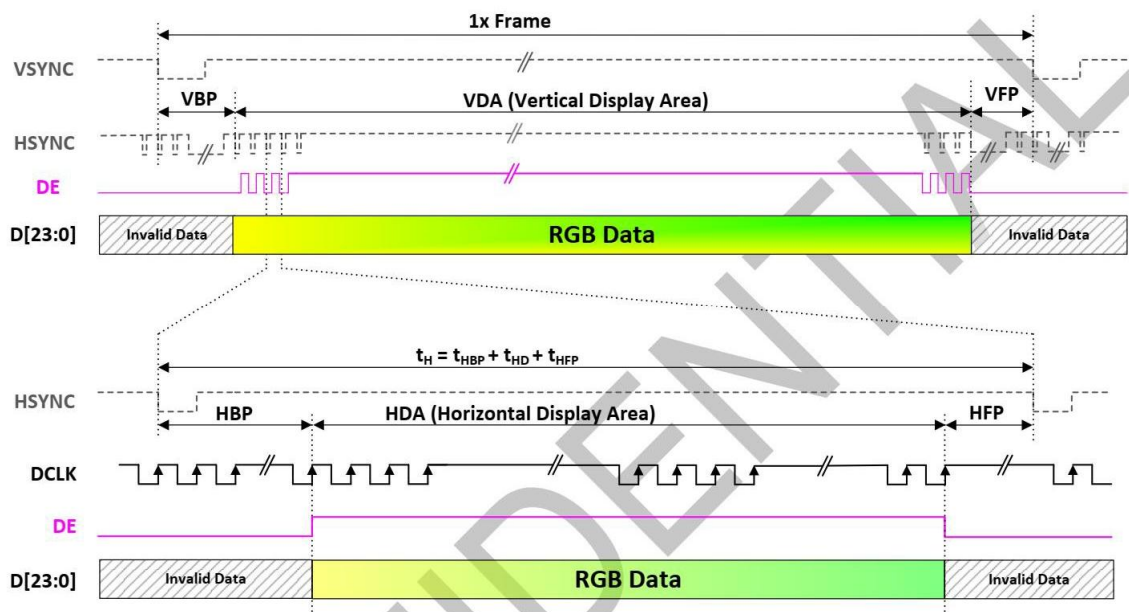 1x Frame
VSYNC
VBP VDA (Vertical Display Area) VFP
HSYNC
DE
D[23:0] Invalid Data RGB Data Invalid Data
tH = tHBP + tHD + tHFP
HSYNC
HBP HDA (Horizontal Display Area) HFP
DCLK
DE
D[23:0] Invalid Data RGB Data Invalid Data
IDENTIAL